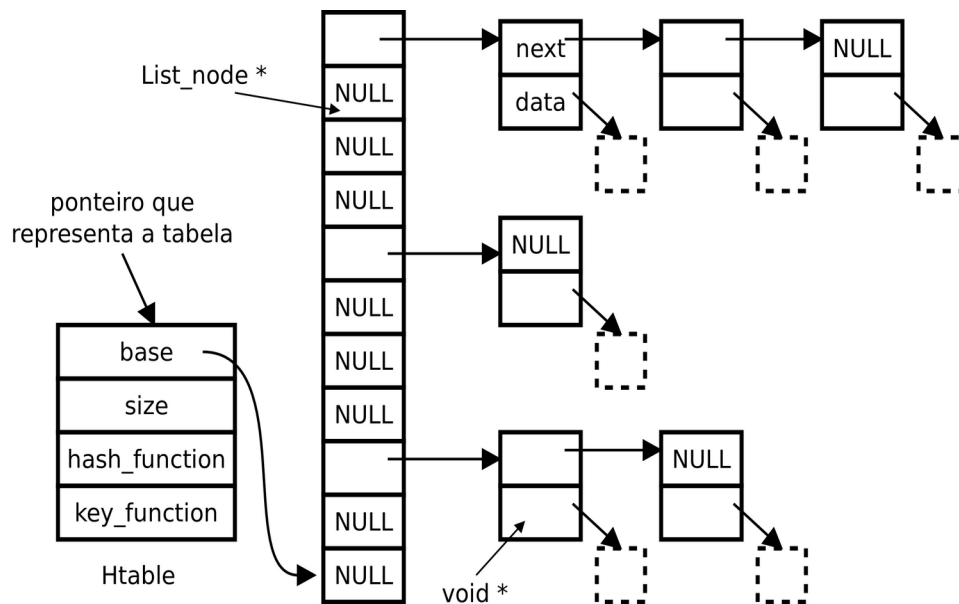 next
NULL
List_node *
NULL
data
NULL
NULL
ponteiro que
representa a tabela
NULL
NULL
base
NULL
size
NULL
hash_function
NULL
key_function
NULL
Htable
NULL
void *